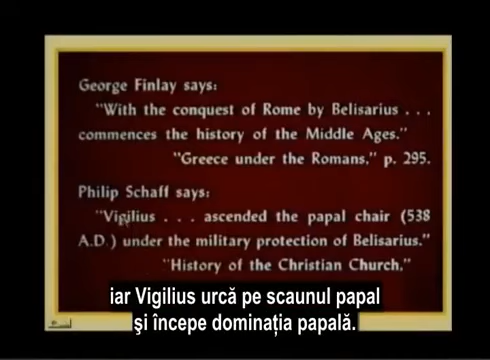 George Finlay says:
"With the conquest of Rome by Belisarius . . .
commences the history of the Middle Ages."
"Greece under the Romans," p. 295.
Philip Schaff says:
"Vigilius . . . ascended the papal chair (538
A.D.) under the military protection of Belisarius."
"History of the Christian Church,"
iar Vigilius urcă pe scaunul papal
și începe dominația papală.